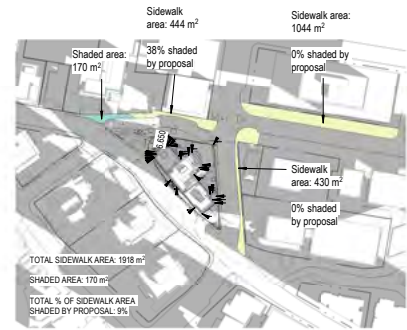 Sidewalk
area: 444 m²
38% shaded
by proposal
Sidewalk area:
1044 m²
0% shaded by
proposal
Shaded area:
170 m²
6.650
Sidewalk
area: 430 m²
0% shaded
by proposal
TOTAL SIDEWALK AREA: 1918 m²
SHADED AREA: 170 m²
TOTAL % OF SIDEWALK AREA
SHADED BY PROPOSAL: 9%